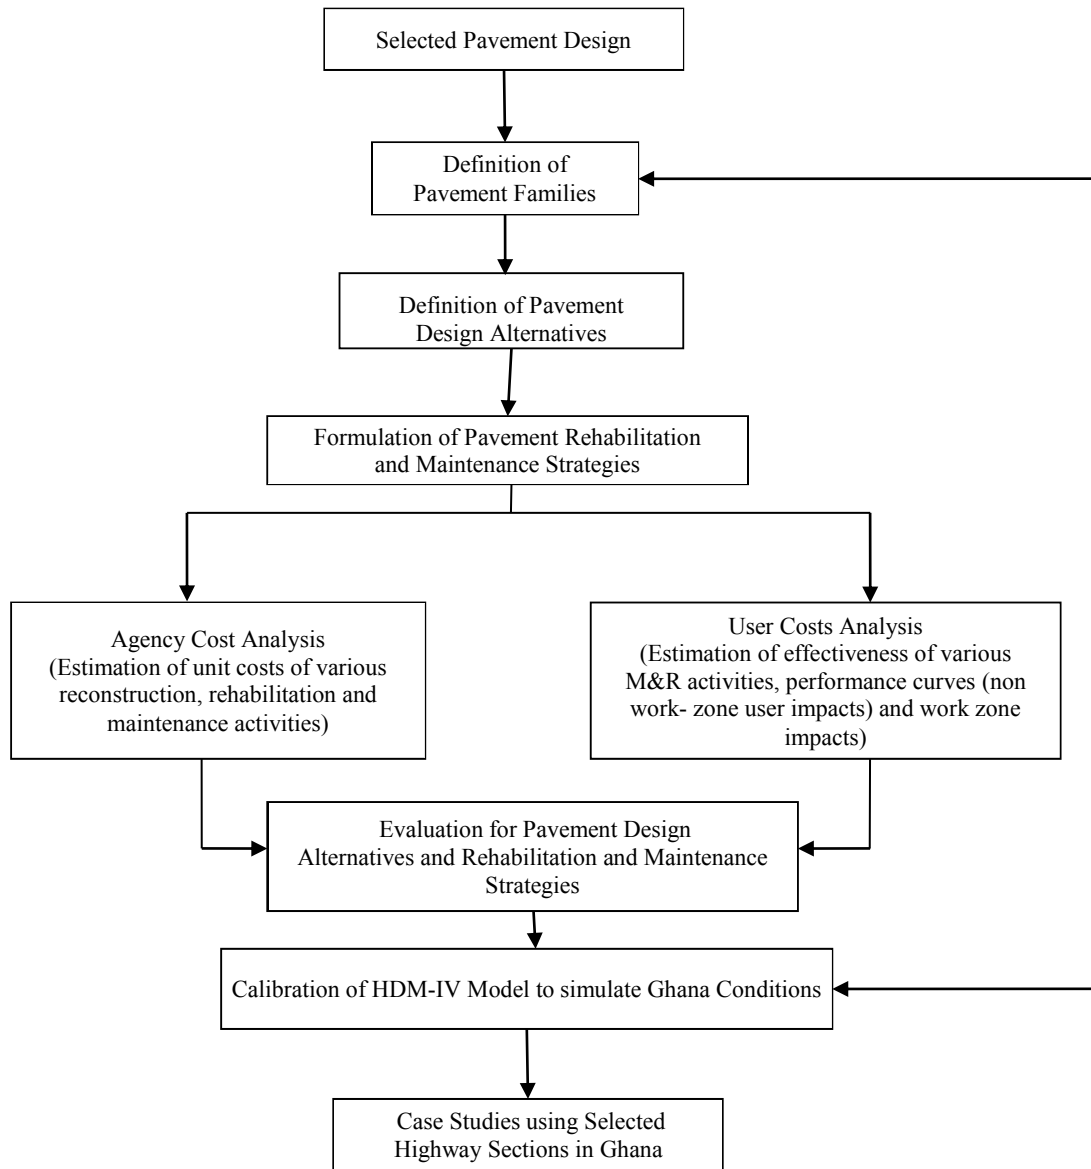 Selected Pavement Design
Definition of
Pavement Families
Definition of Pavement
Design Alternatives
Formulation of Pavement Rehabilitation
and Maintenance Strategies
Agency Cost Analysis
(Estimation of unit costs of various
reconstruction, rehabilitation and
maintenance activities)
User Costs Analysis
(Estimation of effectiveness of various
M&R activities, performance curves (non
work- zone user impacts) and work zone
impacts)
Evaluation for Pavement Design
Alternatives and Rehabilitation and Maintenance
Strategies
Calibration of HDM-IV Model to simulate Ghana Conditions
Case Studies using Selected
Highway Sections in Ghana